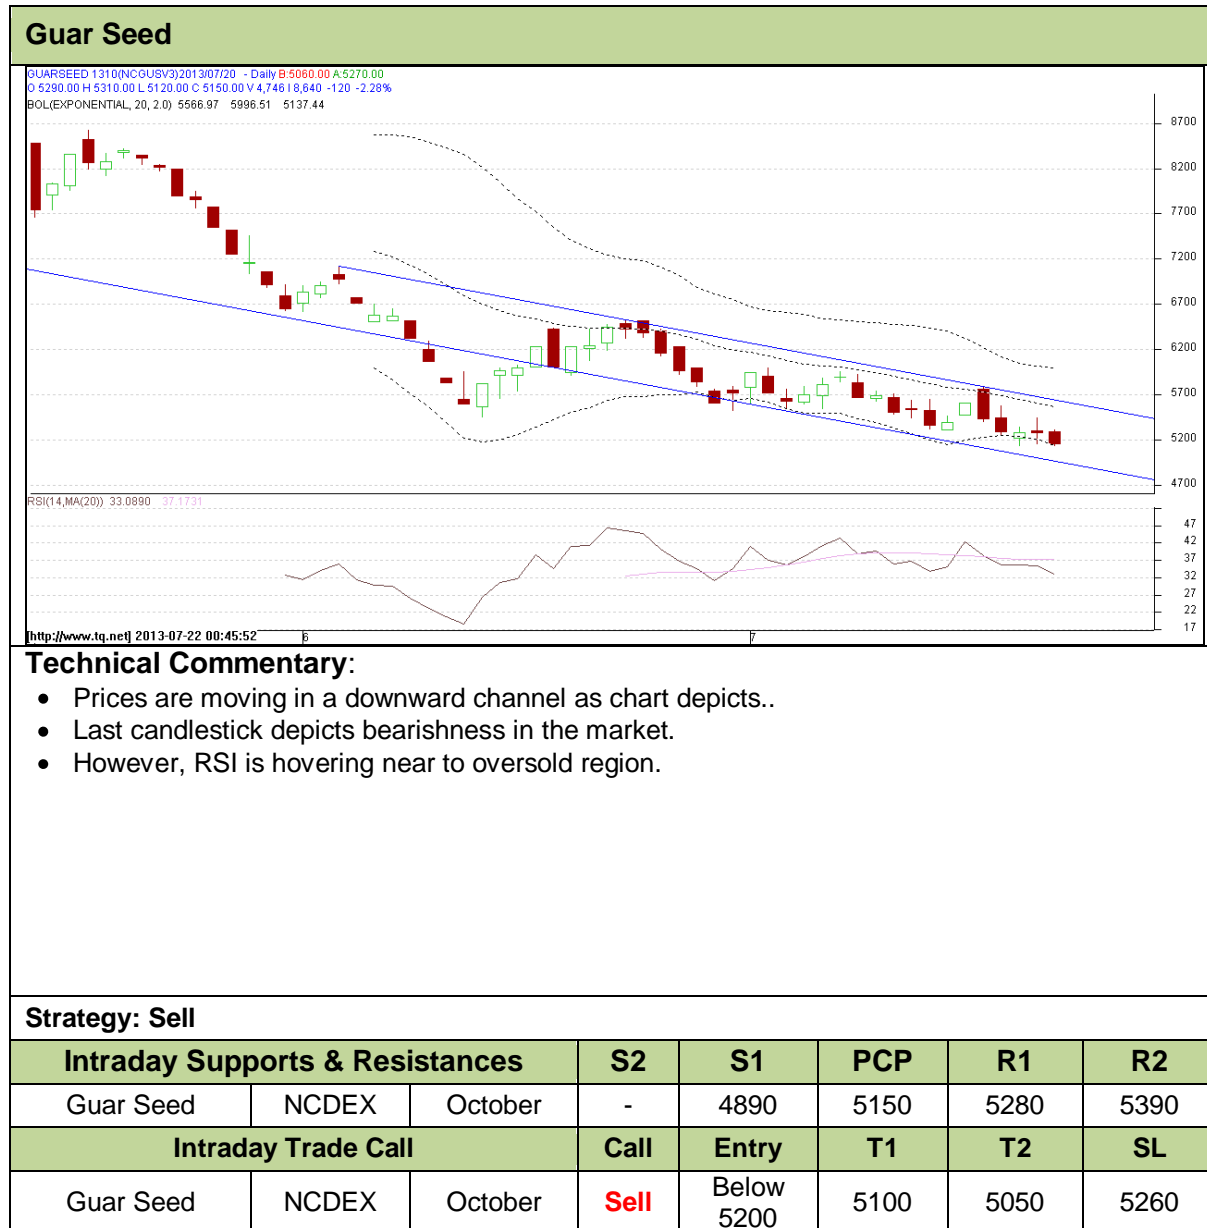 Guar Seed
GUARSEED 1310(NCGUSV3)2013/07/20 - Daily B:5060.00 A:5270.00
O 5290.00 H 5310.00 L 5120.00 C 5150.00 V 4,746 I 8,640 -120 -2.28%
BOL(EXPONENTIAL, 20, 2.0) 5566.97 5996.51 5137.44
8700
8200
7700
7200
6700
6200
5700
5200
4700
RSI(14,MA(20)) 33.0890 37.1731
47
42
37
32
27
22
17
[http://www.tq.net] 2013-07-22 00:45:52 6 7
Technical Commentary:
• Prices are moving in a downward channel as chart depicts..
• Last candlestick depicts bearishness in the market.
• However, RSI is hovering near to oversold region.
Strategy: Sell
Intraday Supports & Resistances S2 S1 PCP R1 R2
Guar Seed NCDEX October - 4890 5150 5280 5390
Intraday Trade Call Call Entry T1 T2 SL
Guar Seed NCDEX October Sell Below 5200 5100 5050 5260